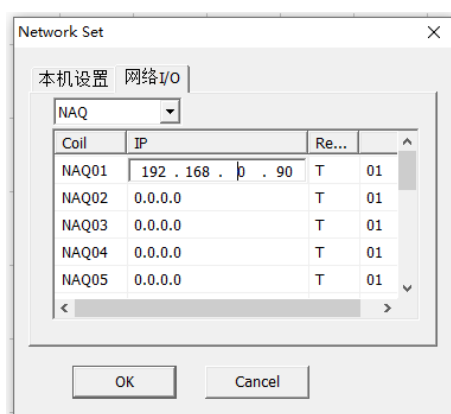 Network Set
本机设置 网络I/O
NAQ
Coil IP Re...
NAQ01 192 . 168 . 0 . 90 T 01
NAQ02 0.0.0.0 T 01
NAQ03 0.0.0.0 T 01
NAQ04 0.0.0.0 T 01
NAQ05 0.0.0.0 T 01
OK Cancel